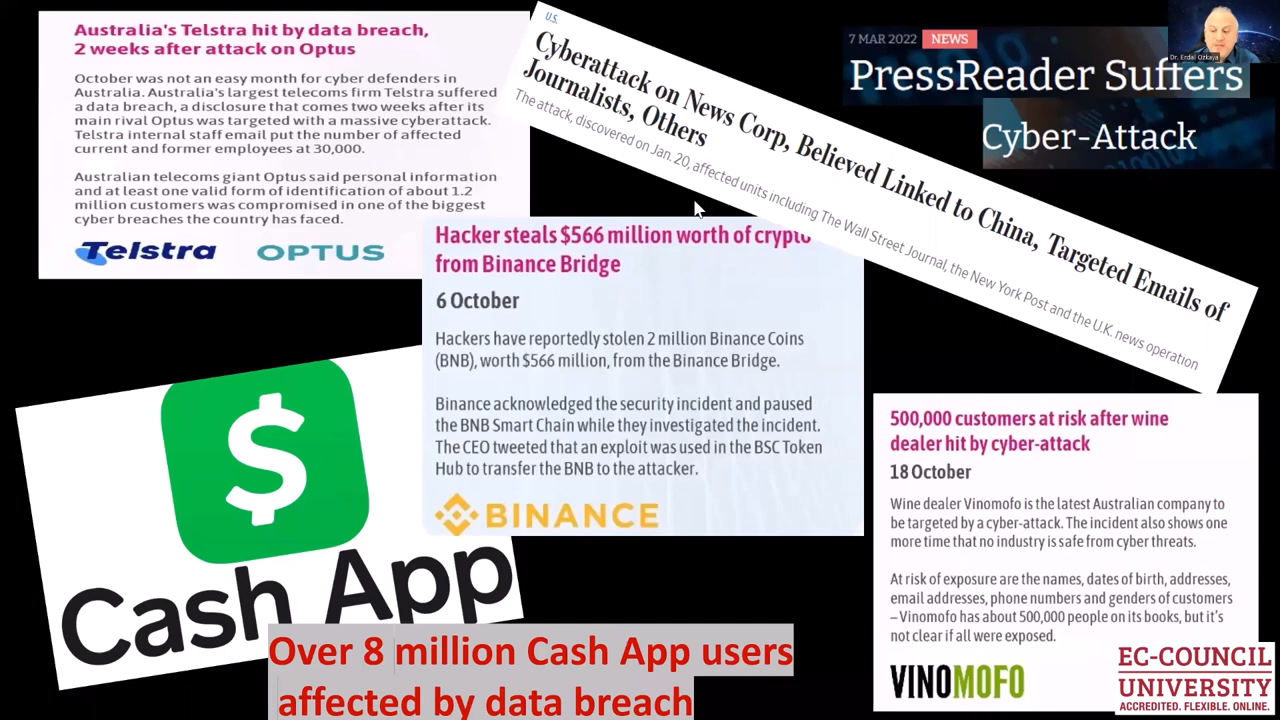 Australia's Telstra hit by data breach,
2 weeks after attack on Optus
October was not an easy month for cyber defenders in
Australia. Australia's largest telecoms firm Telstra suffered
a data breach, a disclosure that comes two weeks after its
main rival Optus was targeted with a massive cyberattack.
Telstra internal staff email put the number of affected
current and former employees at 30,000.
Australian telecoms giant Optus said personal information
and at least one valid form of identification of about 1.2
million customers was compromised in one of the biggest
cyber breaches the country has faced.
Telstra OPTUS
U.S.
Cyberattack on News Corp, Believed Linked to China, Targeted Emails of
Journalists, Others
The attack, discovered on Jan. 20, affected units including The Wall Street Journal, the New York Post and the U.K. news operation
7 MAR 2022 NEWS
PressReader Suffers
Cyber-Attack
Dr. Erdal Ozkaya
Hacker steals $566 million worth of crypto
from Binance Bridge
6 October
Hackers have reportedly stolen 2 million Binance Coins
(BNB), worth $566 million, from the Binance Bridge.
Binance acknowledged the security incident and paused
the BNB Smart Chain while they investigated the incident.
The CEO tweeted that an exploit was used in the BSC Token
Hub to transfer the BNB to the attacker.
BINANCE
$
Cash App
Over 8 million Cash App users
affected by data breach
500,000 customers at risk after wine
dealer hit by cyber-attack
18 October
Wine dealer Vinomofo is the latest Australian company to
be targeted by a cyber-attack. The incident also shows one
more time that no industry is safe from cyber threats.
At risk of exposure are the names, dates of birth, addresses,
email addresses, phone numbers and genders of customers
– Vinomofo has about 500,000 people on its books, but it's
not clear if all were exposed.
VINOMOFO
EC-COUNCIL
UNIVERSITY
ACCREDITED. FLEXIBLE. ONLINE.